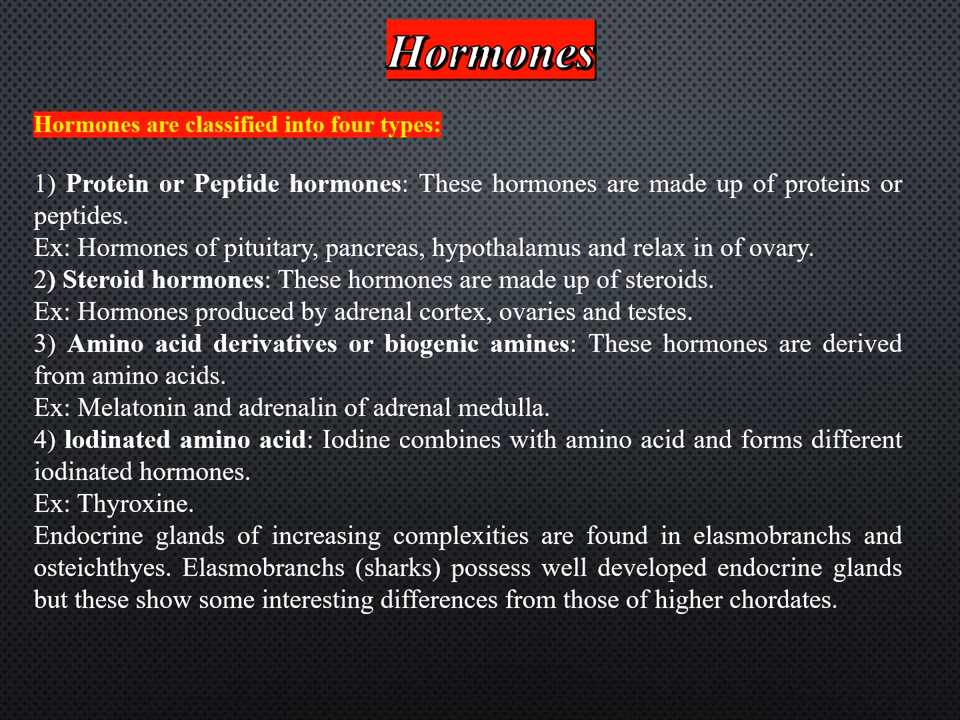 Hormones
Hormones are classified into four types:
1) Protein or Peptide hormones: These hormones are made up of proteins or
peptides.
Ex: Hormones of pituitary, pancreas, hypothalamus and relax in of ovary.
2) Steroid hormones: These hormones are made up of steroids.
Ex: Hormones produced by adrenal cortex, ovaries and testes.
3) Amino acid derivatives or biogenic amines: These hormones are derived
from amino acids.
Ex: Melatonin and adrenalin of adrenal medulla.
4) lodinated amino acid: Iodine combines with amino acid and forms different
iodinated hormones.
Ex: Thyroxine.
Endocrine glands of increasing complexities are found in elasmobranchs and
osteichthyes. Elasmobranchs (sharks) possess well developed endocrine glands
but these show some interesting differences from those of higher chordates.